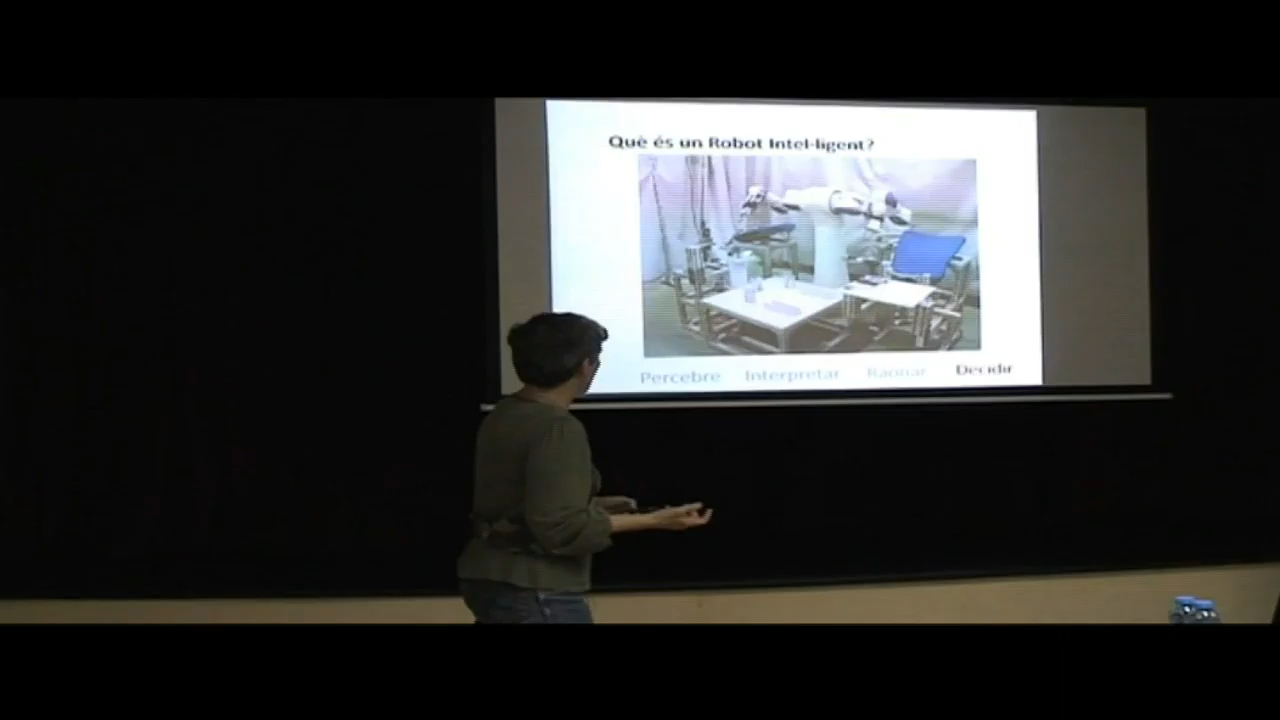 Què és un Robot Intel·ligent?
Percebre Interpretar Raonar Decidir